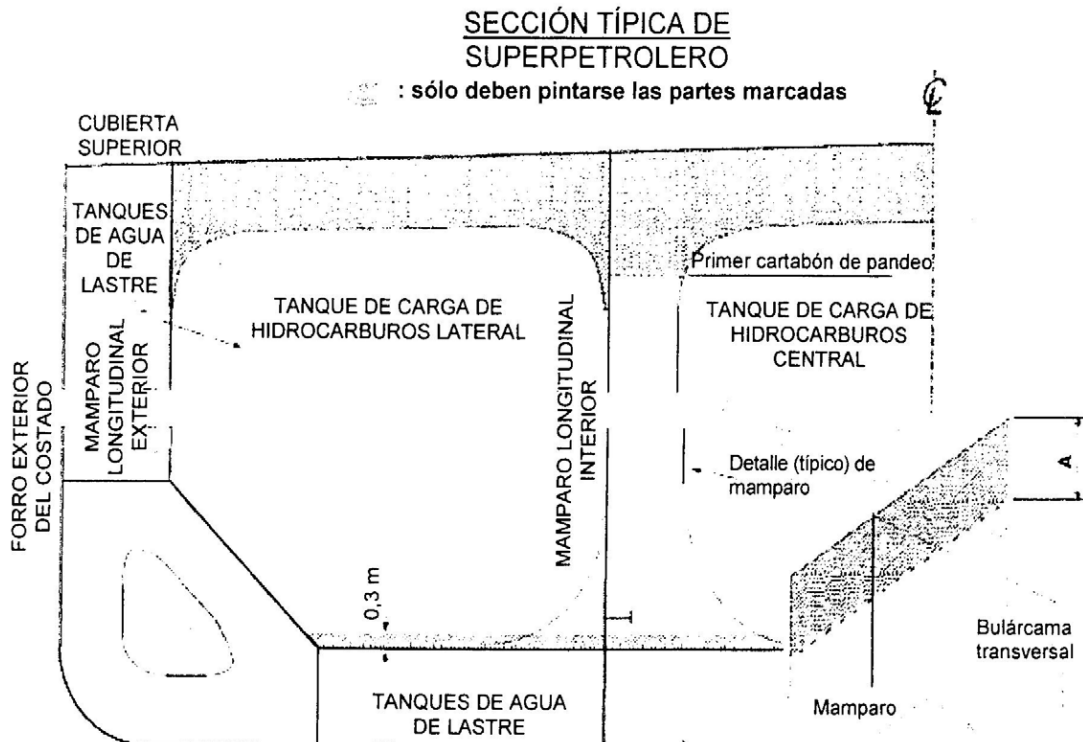 SECCIÓN TÍPICA DE
SUPERPETROLERO
: sólo deben pintarse las partes marcadas
CUBIERTA
SUPERIOR
TANQUES
DE AGUA
DE
LASTRE
Primer cartabón de pandeo
TANQUE DE CARGA DE
HIDROCARBUROS LATERAL
TANQUE DE CARGA DE
HIDROCARBUROS
CENTRAL
FORRO EXTERIOR
DEL COSTADO
MAMPARO
LONGITUDINAL
EXTERIOR
MAMPARO LONGITUDINAL
INTERIOR
Detalle (típico) de
mamparo
A
0,3 m
Bulárcama
transversal
Mamparo
TANQUES DE AGUA
DE LASTRE